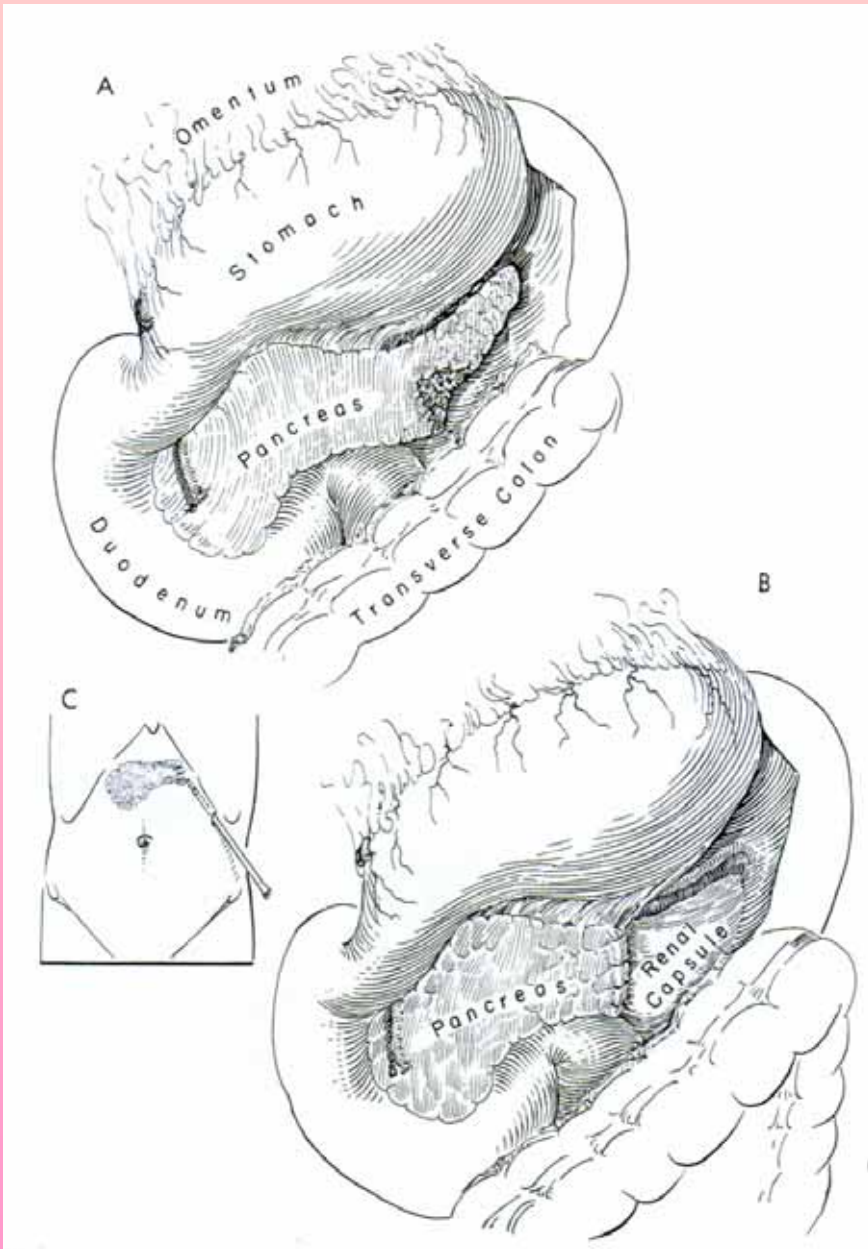 A
Omentum
Stomach
Pancreas
Duodenum
Transverse Colon
B
C
Renal
Capsule
Pancreas